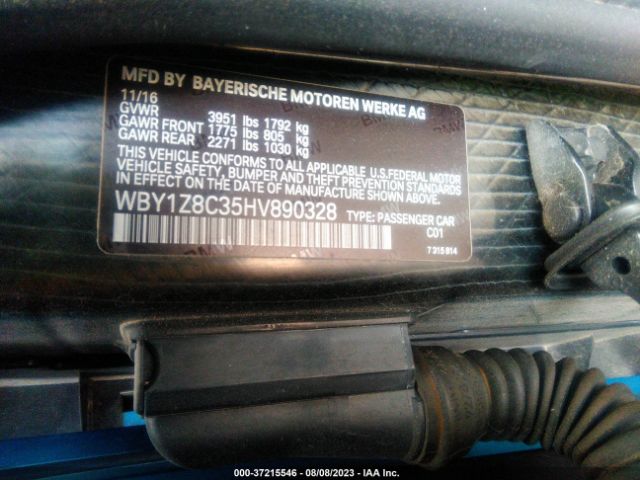 MFD BY BAYERISCHE MOTOREN WERKE AG
11/16
GVWR 3951 lbs 1792 kg
GAWR FRONT 1775 lbs 805 kg
GAWR REAR 2271 lbs 1030 kg
THIS VEHICLE CONFORMS TO ALL APPLICABLE U.S.FEDERAL MOTOR
VEHICLE SAFETY, BUMPER AND THEFT PREVENTION STANDARDS
IN EFFECT ON THE DATE OF MANUFACTURE SHOWN ABOVE.
WBY1Z8C35HV890328 TYPE: PASSENGER CAR
C01
7 315 814
000-37215546 - 08/08/2023 - IAA Inc.